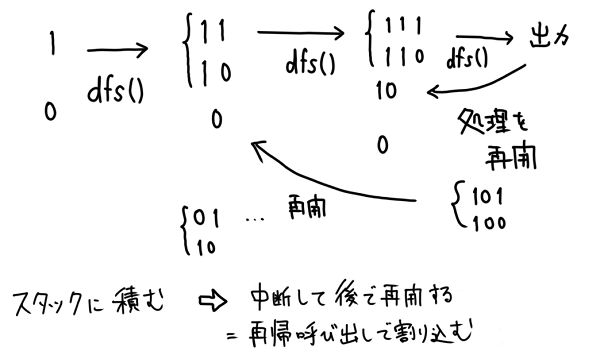 1
0
dfs()
11
10
0
dfs()
111
110
10
0
dfs()
出力
処理を
再開
101
100
再開
01
10
...
スタックに積む ⇨ 中断して後で再開する
= 再帰呼び出しで割り込む